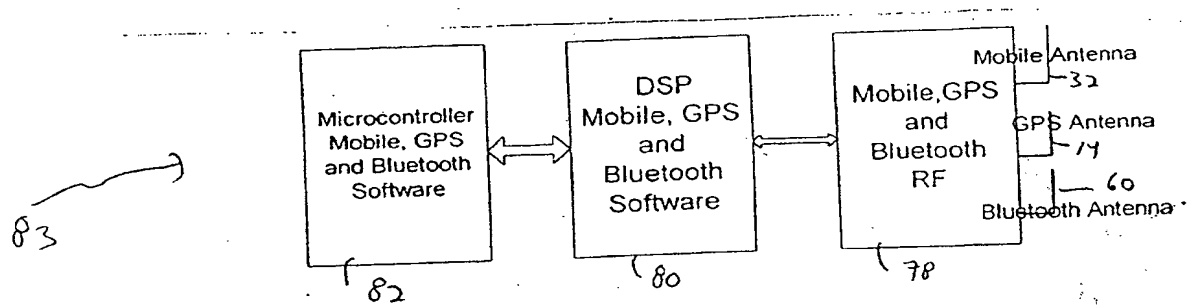 Microcontroller
Mobile, GPS
and Bluetooth
Software
82
DSP
Mobile, GPS
and
Bluetooth
Software
80
Mobile,GPS
and
Bluetooth
RF
78
Mobile Antenna
32
GPS Antenna
14
60
Bluetooth Antenna
83